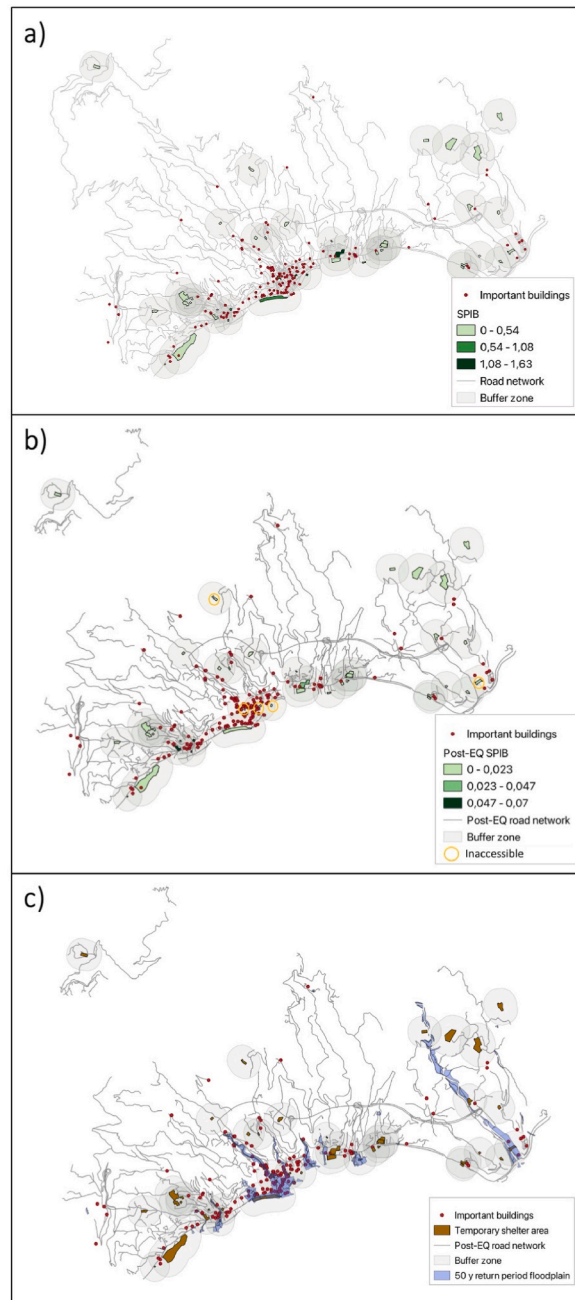 a)
Important buildings
SPIB
0 - 0,54
0,54 - 1,08
1,08 - 1,63
Road network
Buffer zone
b)
Important buildings
Post-EQ SPIB
0 - 0,023
0,023 - 0,047
0,047 - 0,07
Post-EQ road network
Buffer zone
Inaccessible
c)
Important buildings
Temporary shelter area
Post-EQ road network
Buffer zone
50 y return period floodplain